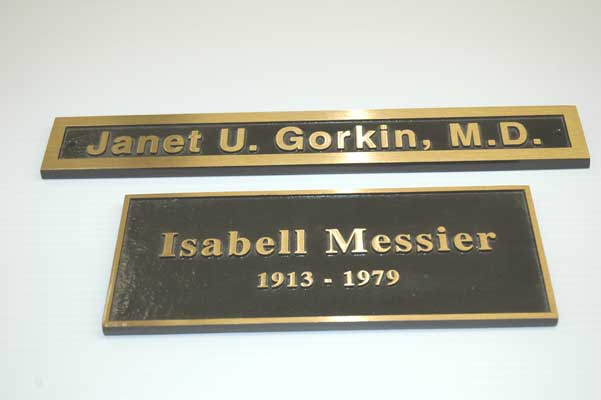 Janet U. Gorkin, M.D.
Isabell Messier
1913 - 1979